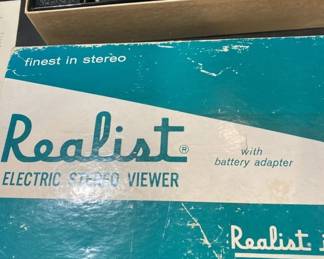 finest in stereo
Realist®
with
battery adapter
ELECTRIC STEREO VIEWER
Realist